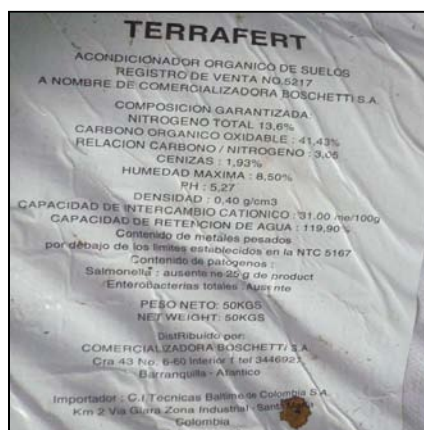 TERRAFERT
ACONDICIONADOR ORGANICO DE SUELOS
REGISTRO DE VENTA NO.5217
A NOMBRE DE COMERCIALIZADORA BOSCHETTI S.A.
COMPOSICIÓN GARANTIZADA:
NITROGENO TOTAL 13,6%
CARBONO ORGANICO OXIDABLE : 41,43%
RELACION CARBONO / NITROGENO : 3,05
CENIZAS : 1,93%
HUMEDAD MAXIMA : 8,50%
PH : 5,27
DENSIDAD : 0,40 g/cm3
CAPACIDAD DE INTERCAMBIO CATIONICO : 31.00 me/100g
CAPACIDAD DE RETENCION DE AGUA : 119,90%
Contenido de metales pesados
por debajo de los limites establecidos en la NTC 5167
Contenido de patogenos :
Salmonella : ausente ne 25 g de product
Enterobacterias totales : Ausente
PESO NETO: 50KGS
NET WEIGHT: 50KGS
DistRibuido por:
COMERCIALIZADORA BOSCHETTI S.A.
Cra 43 No. 6-60 Interior 1 tel 3446927
Barranquilla - Atlantico
Importador : C.I.Tecnicas Baltime de Colombia S.A
Km 2 Via Giara Zona Industrial - Santa
Colombia